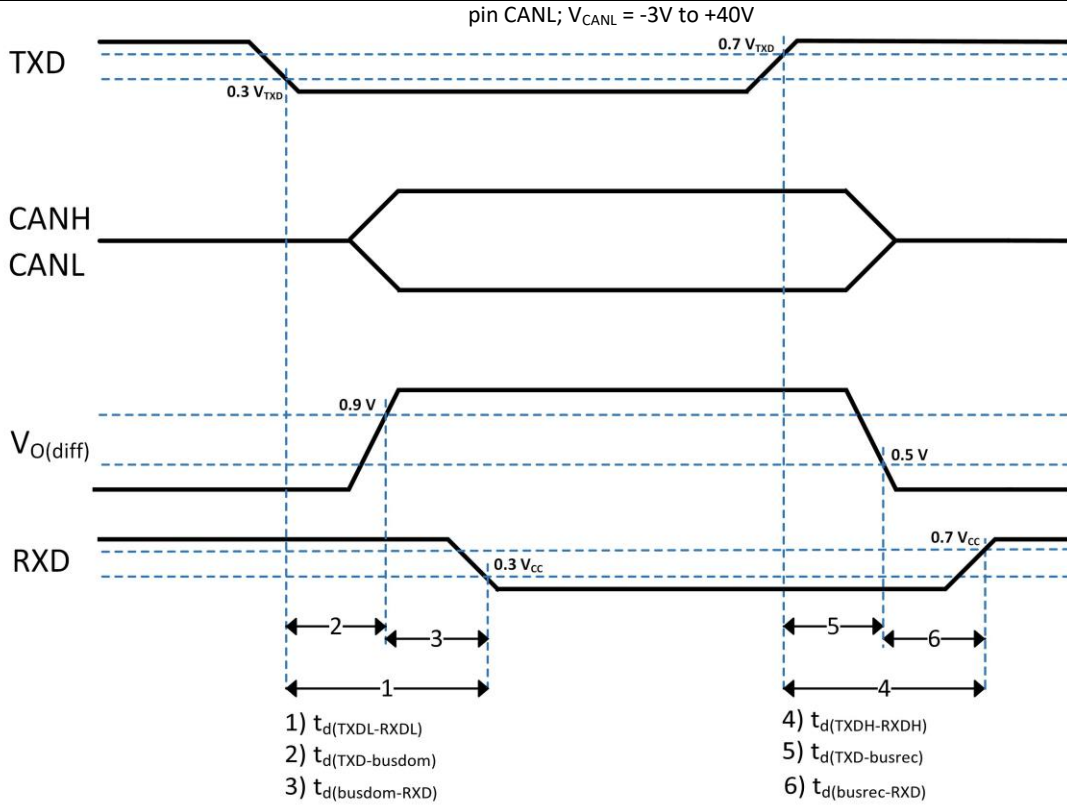 pin CANL; VCANL = -3V to +40V
TXD
0.7 VTXD
0.3 VTXD
CANH
CANL
0.9 V
VO(diff)
0.5 V
RXD
0.7 VCC
0.3 VCC
2
5
3
6
1
4
1) td(TXDL-RXDL)
2) td(TXD-busdom)
3) td(busdom-RXD)
4) td(TXDH-RXDH)
5) td(TXD-busrec)
6) td(busrec-RXD)